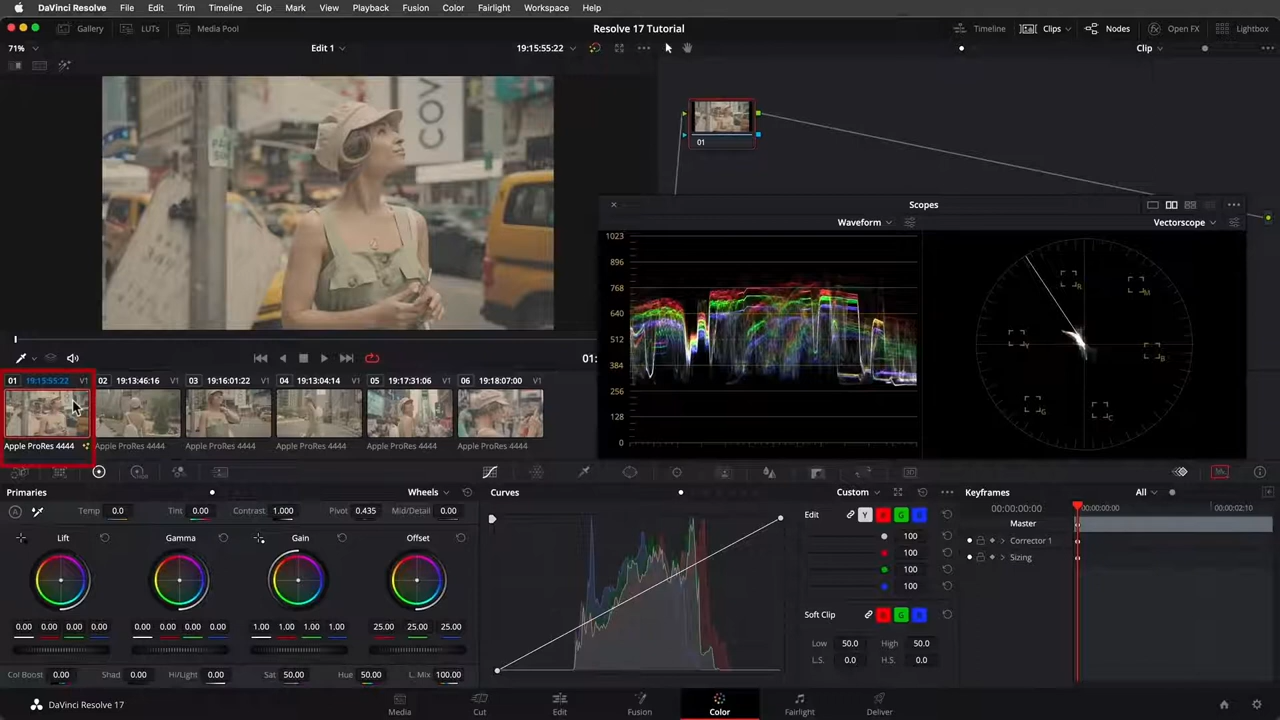 DaVinci Resolve File Edit Trim Timeline Clip Mark View Playback Fusion Color Fairlight Workspace Help
Gallery LUTs Media Pool Resolve 17 Tutorial Timeline Clips Nodes Open FX Lightbox
71% Edit 1 19:15:55:22 Clip
COV
01
Scopes
Waveform Vectorscope
1023
896
768
640
512
384
256
128
0
R
M
Y
B
G
C
01:
01 19:15:55:22 V1 02 19:13:46:16 V1 03 19:16:01:22 V1 04 19:13:04:14 V1 05 19:17:31:06 V1 06 19:18:07:00 V1
Apple ProRes 4444 Apple ProRes 4444 Apple ProRes 4444 Apple ProRes 4444 Apple ProRes 4444 Apple ProRes 4444
Primaries Wheels
A Temp 0.0 Tint 0.00 Contrast 1.000 Pivot 0.435 Mid/Detail 0.00
Lift Gamma Gain Offset
0.00 0.00 0.00 0.00 0.00 0.00 0.00 0.00 1.00 1.00 1.00 1.00 25.00 25.00 25.00
Col Boost 0.00 Shad 0.00 Hi/Light 0.00 Sat 50.00 Hue 50.00 L. Mix 100.00
Curves Custom
Edit Y R G B
100
100
100
100
Soft Clip R G B
Low 50.0 High 50.0
L.S. 0.0 H.S. 0.0
Keyframes All
00:00:00:00 00:00:00:00 00:00:02:10
Master
Corrector 1
Sizing
DaVinci Resolve 17 Media Cut Edit Fusion Color Fairlight Deliver